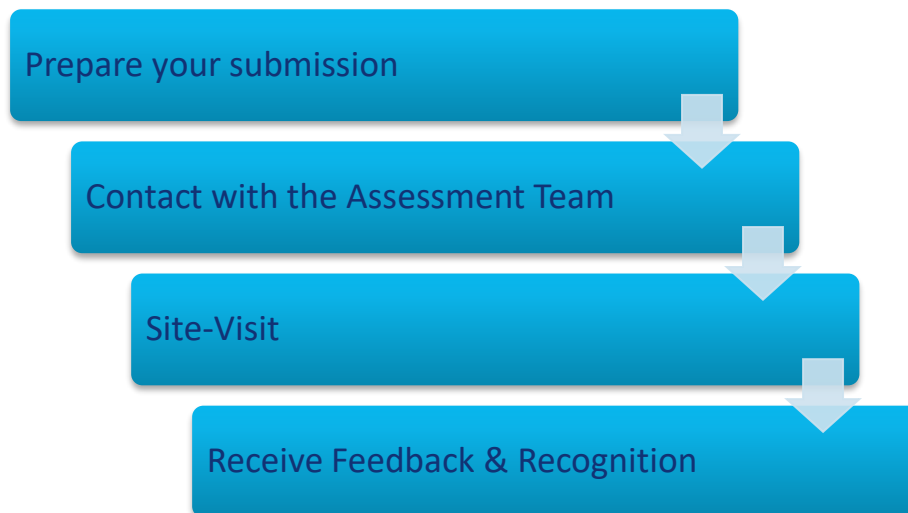 Prepare your submission
Contact with the Assessment Team
Site-Visit
Receive Feedback & Recognition